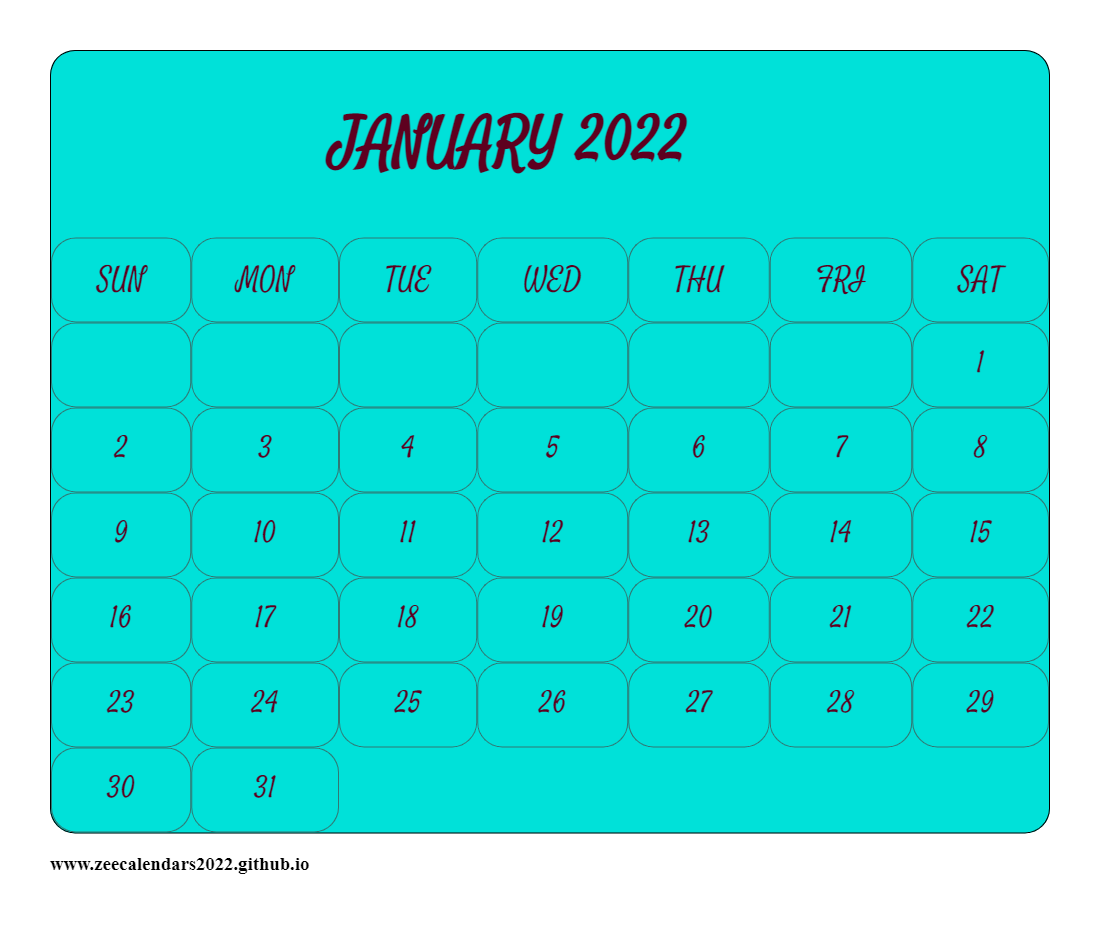 JANUARY 2022
SUN MON TUE WED THU FRI SAT
1
2 3 4 5 6 7 8
9 10 11 12 13 14 15
16 17 18 19 20 21 22
23 24 25 26 27 28 29
30 31
www.zeecalendars2022.github.io